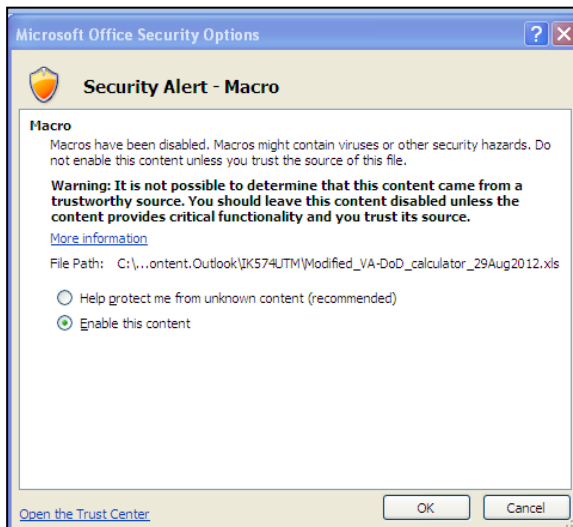 Microsoft Office Security Options
Security Alert - Macro
Macro
Macros have been disabled. Macros might contain viruses or other security hazards. Do
not enable this content unless you trust the source of this file.
Warning: It is not possible to determine that this content came from a
trustworthy source. You should leave this content disabled unless the
content provides critical functionality and you trust its source.
More information
File Path: C:\...ontent.Outlook\IK574UTM\Modified_VA-DoD_calculator_29Aug2012.xls
Help protect me from unknown content (recommended)
Enable this content
Open the Trust Center
OK
Cancel